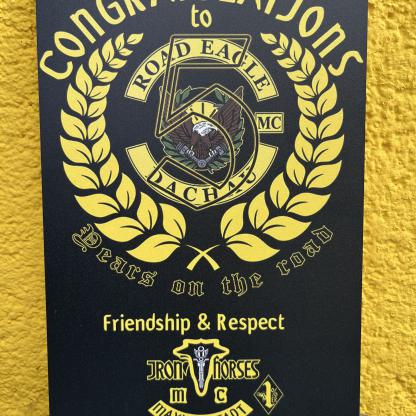 CONGRATULATIONS
to
ROAD EAGLE
5
MC
DACHAU
Years on the road
Friendship & Respect
IRON HORSES
M C